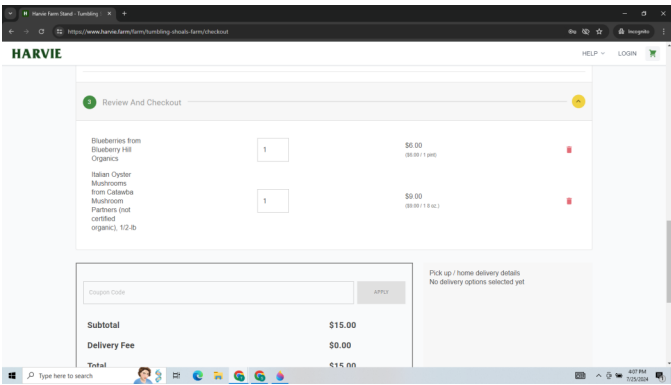 Harvie Farm Stand - Tumbling
https://www.harvie.farm/farm/tumbling-shoals-farm/checkout
Incognito
HARVIE
HELP
LOGIN
3 Review And Checkout
Blueberries from
Blueberry Hill
Organics
1
$6.00
($6.00 / 1 pint)
Italian Oyster
Mushrooms
from Catawba
Mushroom
Partners (not
certified
organic), 1/2-lb
1
$9.00
($9.00 / 1 8 oz.)
Coupon Code
APPLY
Pick up / home delivery details
No delivery options selected yet
Subtotal $15.00
Delivery Fee $0.00
Total $15.00
Type here to search
4:07 PM
7/25/2024